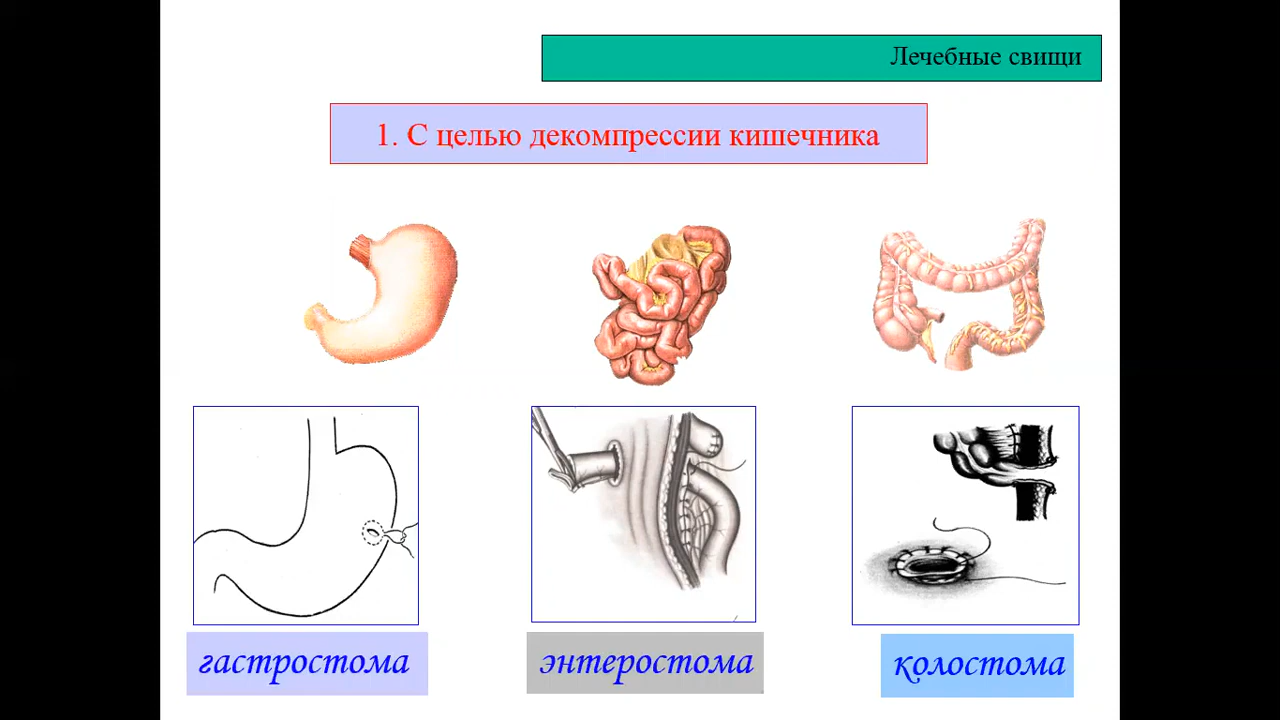 Лечебные свищи
1. С целью декомпрессии кишечника
гастростома
энтеростома
колостома